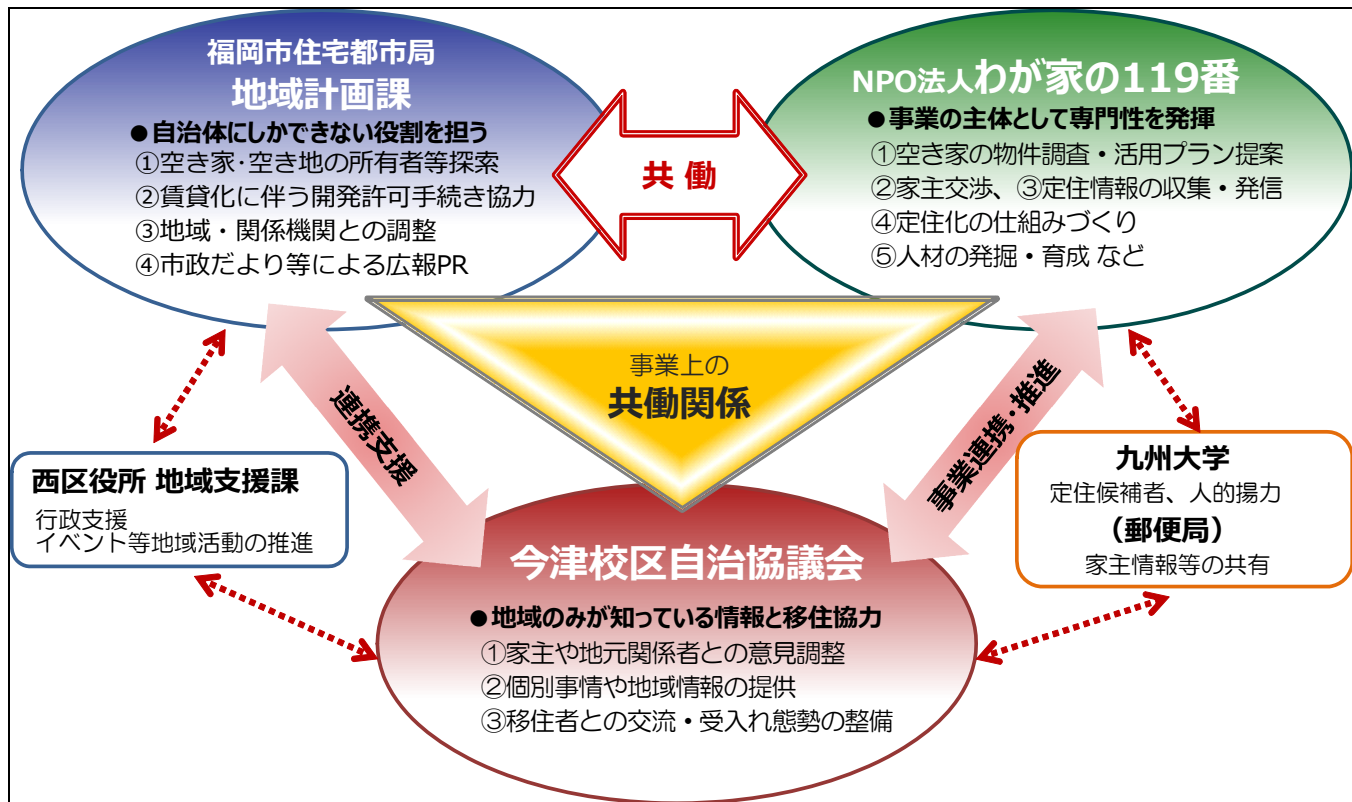 福岡市住宅都市局
地域計画課
●自治体にしかできない役割を担う
①空き家･空き地の所有者等探索
②賃貸化に伴う開発許可手続き協力
③地域・関係機関との調整
④市政だより等による広報PR
共 働
NPO法人わが家の119番
●事業の主体として専門性を発揮
①空き家の物件調査・活用プラン提案
②家主交渉、③定住情報の収集・発信
④定住化の仕組みづくり
⑤人材の発掘・育成 など
事業上の
共働関係
連携支援
事業連携･推進
西区役所 地域支援課
行政支援
イベント等地域活動の推進
九州大学
定住候補者、人的揚力
（郵便局）
家主情報等の共有
今津校区自治協議会
●地域のみが知っている情報と移住協力
①家主や地元関係者との意見調整
②個別事情や地域情報の提供
③移住者との交流・受入れ態勢の整備